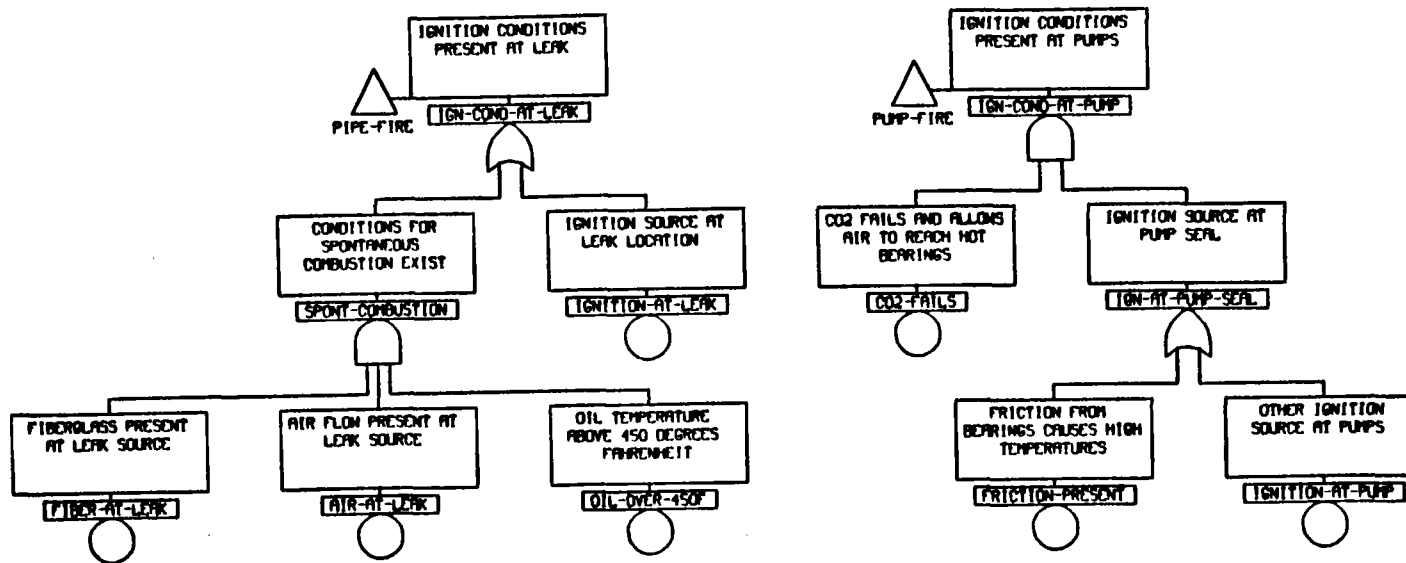 IGNITION CONDITIONS
PRESENT AT LEAK
PIPE-FIRE
IGN-COND-AT-LEAK
CONDITIONS FOR
SPONTANEOUS
COMBUSTION EXIST
SPONT-COMBUSTION
IGNITION SOURCE AT
LEAK LOCATION
IGNITION-AT-LEAK
FIBERGLASS PRESENT
AT LEAK SOURCE
FIBER-AT-LEAK
AIR FLOW PRESENT AT
LEAK SOURCE
AIR-AT-LEAK
OIL TEMPERATURE
ABOVE 450 DEGREES
FAHRENHEIT
OIL-OVER-450F
IGNITION CONDITIONS
PRESENT AT PUMPS
PUMP-FIRE
IGN-COND-AT-PUMP
CO2 FAILS AND ALLOWS
AIR TO REACH HOT
BEARINGS
CO2-FAILS
IGNITION SOURCE AT
PUMP SEAL
IGN-AT-PUMP-SEAL
FRICTION FROM
BEARINGS CAUSES HIGH
TEMPERATURES
FRICTION-PRESENT
OTHER IGNITION
SOURCE AT PUMPS
IGNITION-AT-PUMP